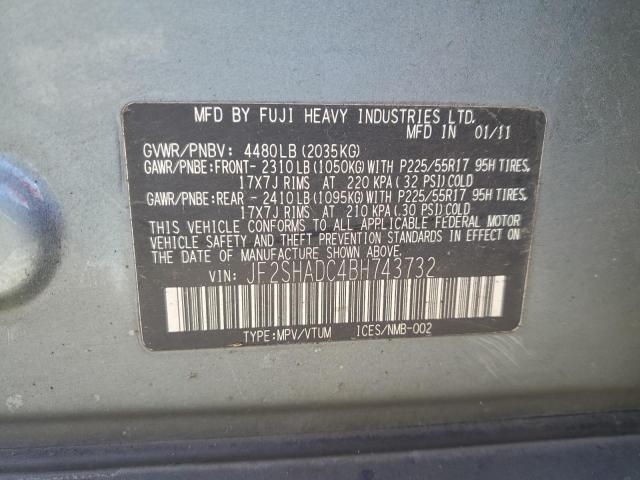 MFD BY FUJI HEAVY INDUSTRIES LTD.
MFD IN 01/11
GVWR/PNBV: 4480LB (2035KG)
GAWR/PNBE:FRONT- 2310LB (1050KG) WITH P225/55R17 95H TIRES,
17X7J RIMS AT 220 KPA (32 PSI) COLD
GAWR/PNBE:REAR - 2410LB (1095KG) WITH P225/55R17 95H TIRES,
17X7J RIMS AT 210 KPA (30 PSI) COLD
THIS VEHICLE CONFORMS TO ALL APPLICABLE FEDERAL MOTOR
VEHICLE SAFETY AND THEFT PREVENTION STANDARDS IN EFFECT ON
THE DATE OF MANUFACTURE SHOWN ABOVE.
VIN: JF2SHADC4BH743732
TYPE:MPV/VTUM ICES/NMB-002